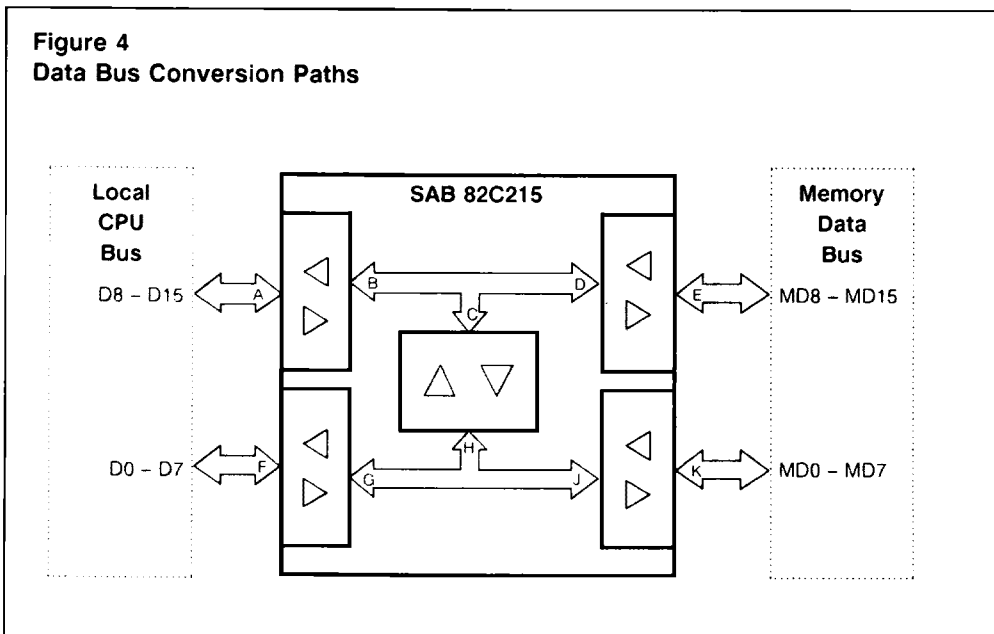 Figure 4
Data Bus Conversion Paths
Local
CPU
Bus
D8 – D15
D0 – D7
SAB 82C215
A
B
C
D
E
F
G
H
J
K
Memory
Data
Bus
MD8 – MD15
MD0 – MD7